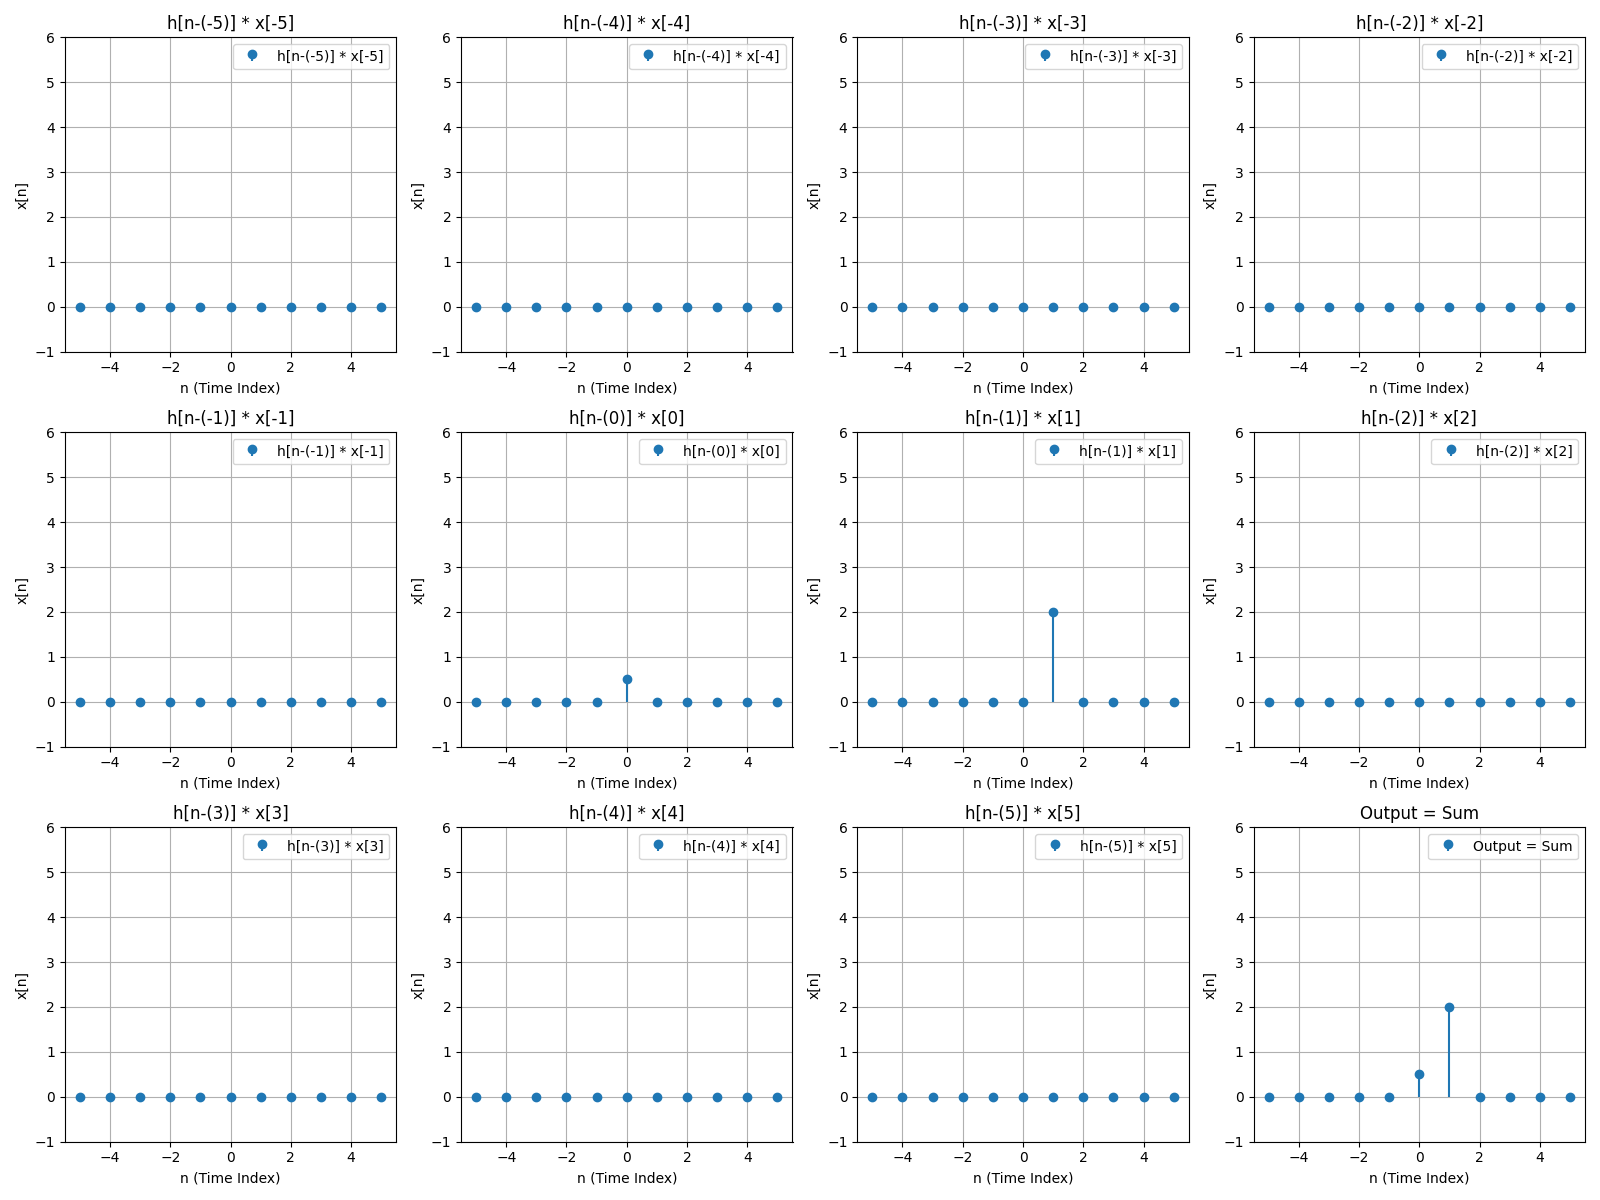 h[n-(-5)] * x[-5]
h[n-(-5)] * x[-5]
6
5
4
3
2
1
0
−1
x[n]
−4 −2 0 2 4
n (Time Index)
h[n-(-4)] * x[-4]
h[n-(-4)] * x[-4]
6
5
4
3
2
1
0
−1
x[n]
−4 −2 0 2 4
n (Time Index)
h[n-(-3)] * x[-3]
h[n-(-3)] * x[-3]
6
5
4
3
2
1
0
−1
x[n]
−4 −2 0 2 4
n (Time Index)
h[n-(-2)] * x[-2]
h[n-(-2)] * x[-2]
6
5
4
3
2
1
0
−1
x[n]
−4 −2 0 2 4
n (Time Index)
h[n-(-1)] * x[-1]
h[n-(-1)] * x[-1]
6
5
4
3
2
1
0
−1
x[n]
−4 −2 0 2 4
n (Time Index)
h[n-(0)] * x[0]
h[n-(0)] * x[0]
6
5
4
3
2
1
0
−1
x[n]
−4 −2 0 2 4
n (Time Index)
h[n-(1)] * x[1]
h[n-(1)] * x[1]
6
5
4
3
2
1
0
−1
x[n]
−4 −2 0 2 4
n (Time Index)
h[n-(2)] * x[2]
h[n-(2)] * x[2]
6
5
4
3
2
1
0
−1
x[n]
−4 −2 0 2 4
n (Time Index)
h[n-(3)] * x[3]
h[n-(3)] * x[3]
6
5
4
3
2
1
0
−1
x[n]
−4 −2 0 2 4
n (Time Index)
h[n-(4)] * x[4]
h[n-(4)] * x[4]
6
5
4
3
2
1
0
−1
x[n]
−4 −2 0 2 4
n (Time Index)
h[n-(5)] * x[5]
h[n-(5)] * x[5]
6
5
4
3
2
1
0
−1
x[n]
−4 −2 0 2 4
n (Time Index)
Output = Sum
Output = Sum
6
5
4
3
2
1
0
−1
x[n]
−4 −2 0 2 4
n (Time Index)